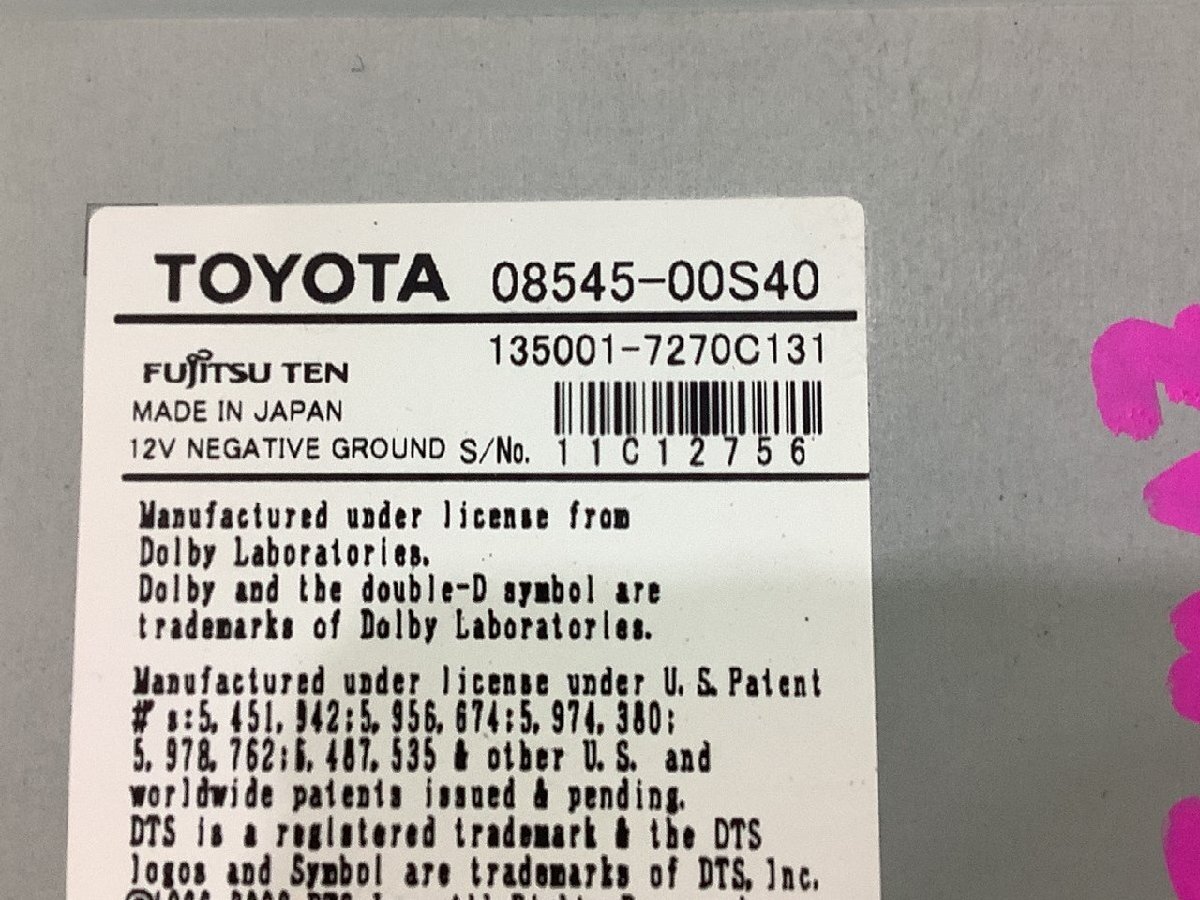 TOYOTA 08545-00S40
135001-7270C131
FUJITSU TEN
MADE IN JAPAN
12V NEGATIVE GROUND S/No. 11C12756
Manufactured under license from
Dolby Laboratories.
Dolby and the double-D symbol are
trademarks of Dolby Laboratories.
Manufactured under license under U.S. Patent
#'s:5,451,942;5,956,674;5,974,380;
5,978,762;6,487,535 & other U.S. and
worldwide patents issued & pending.
DTS is a registered trademark & the DTS
logos and Symbol are trademarks of DTS, Inc.